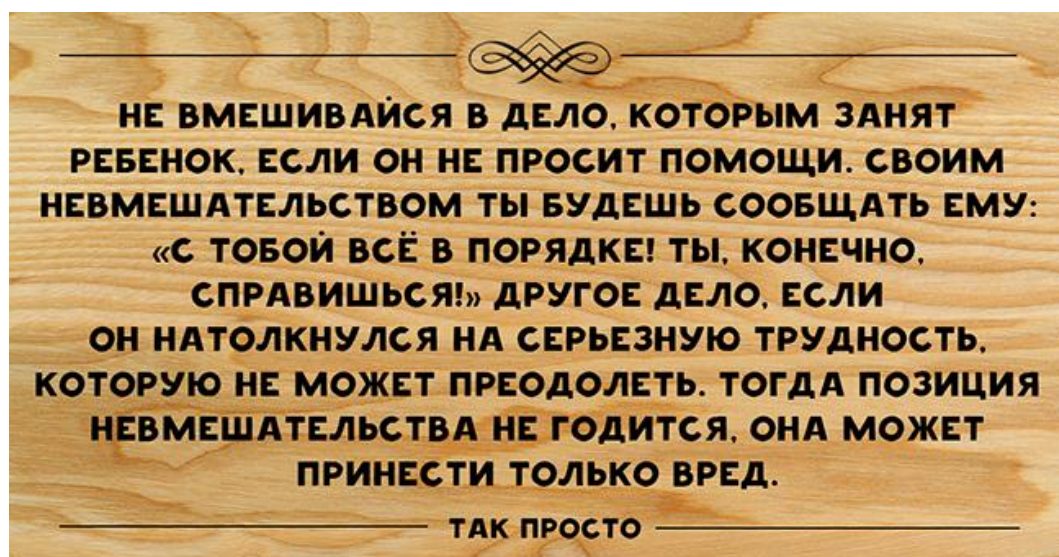 НЕ ВМЕШИВАЙСЯ В ДЕЛО, КОТОРЫМ ЗАНЯТ
РЕБЕНОК, ЕСЛИ ОН НЕ ПРОСИТ ПОМОЩИ. СВОИМ
НЕВМЕШАТЕЛЬСТВОМ ТЫ БУДЕШЬ СООБЩАТЬ ЕМУ:
«С ТОБОЙ ВСЁ В ПОРЯДКЕ! ТЫ, КОНЕЧНО,
СПРАВИШЬСЯ!» ДРУГОЕ ДЕЛО, ЕСЛИ
ОН НАТОЛКНУЛСЯ НА СЕРЬЕЗНУЮ ТРУДНОСТЬ,
КОТОРУЮ НЕ МОЖЕТ ПРЕОДОЛЕТЬ. ТОГДА ПОЗИЦИЯ
НЕВМЕШАТЕЛЬСТВА НЕ ГОДИТСЯ, ОНА МОЖЕТ
ПРИНЕСТИ ТОЛЬКО ВРЕД.
ТАК ПРОСТО